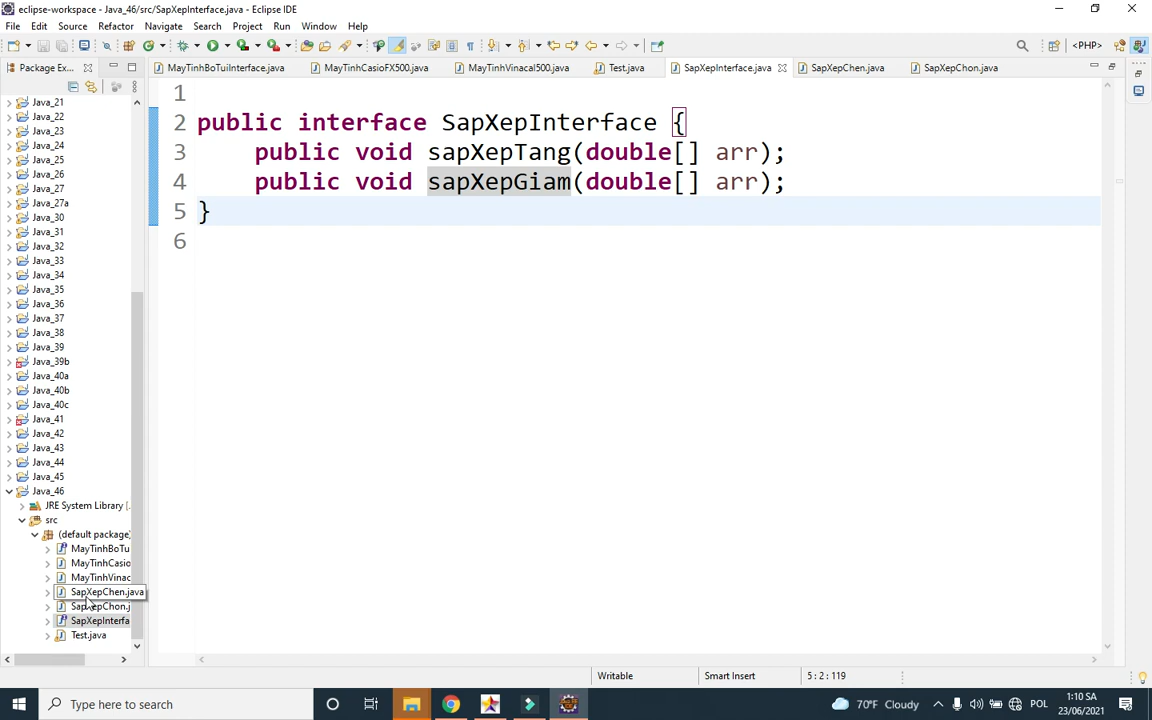 eclipse-workspace - Java_46/src/SapXepInterface.java - Eclipse IDE
File Edit Source Refactor Navigate Search Project Run Window Help
<PHP>
Package Ex...
MayTinhBoTuiInterface.java
MayTinhCasioFX500.java
MayTinhVinacal500.java
Test.java
SapXepInterface.java
SapXepChen.java
SapXepChon.java
Java_21
Java_22
Java_23
Java_24
Java_25
Java_26
Java_27
Java_27a
Java_30
Java_31
Java_32
Java_33
Java_34
Java_35
Java_36
Java_37
Java_38
Java_39
Java_39b
Java_40a
Java_40b
Java_40c
Java_41
Java_42
Java_43
Java_44
Java_45
Java_46
JRE System Library [.
src
(default package)
MayTinhBoTu
MayTinhCasio
MayTinhVinac
SapXepChen.java
SapXepChon.j
SapXepInterfa
Test.java
1
2 public interface SapXepInterface {
3 public void sapXepTang(double[] arr);
4 public void sapXepGiam(double[] arr);
5 }
6
Writable
Smart Insert
5 : 2 : 119
Type here to search
70°F Cloudy
POL
1:10 SA
23/06/2021